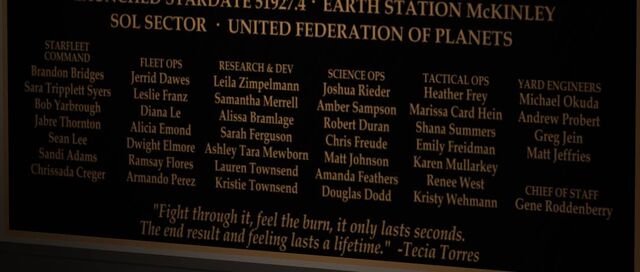 LAUNCHED STARDATE 51927.4 · EARTH STATION McKINLEY
SOL SECTOR · UNITED FEDERATION OF PLANETS
STARFLEET
COMMAND
Brandon Bridges
Sara Tripplett Syers
Bob Yarbrough
Jabre Thornton
Sean Lee
Sandi Adams
Chrissada Creger
FLEET OPS
Jerrid Dawes
Leslie Franz
Diana Le
Alicia Emond
Dwight Elmore
Ramsay Flores
Armando Perez
RESEARCH & DEV
Leila Zimpelmann
Samantha Merrell
Alissa Bramlage
Sarah Ferguson
Ashley Tara Mewborn
Lauren Townsend
Kristie Townsend
SCIENCE OPS
Joshua Rieder
Amber Sampson
Robert Duran
Chris Freude
Matt Johnson
Amanda Feathers
Douglas Dodd
TACTICAL OPS
Heather Frey
Marissa Card Hein
Shana Summers
Emily Freidman
Karen Mullarkey
Renee West
Kristy Wehmann
YARD ENGINEERS
Michael Okuda
Andrew Probert
Greg Jein
Matt Jeffries
CHIEF OF STAFF
Gene Roddenberry
"Fight through it, feel the burn, it only lasts seconds.
The end result and feeling lasts a lifetime." -Tecia Torres